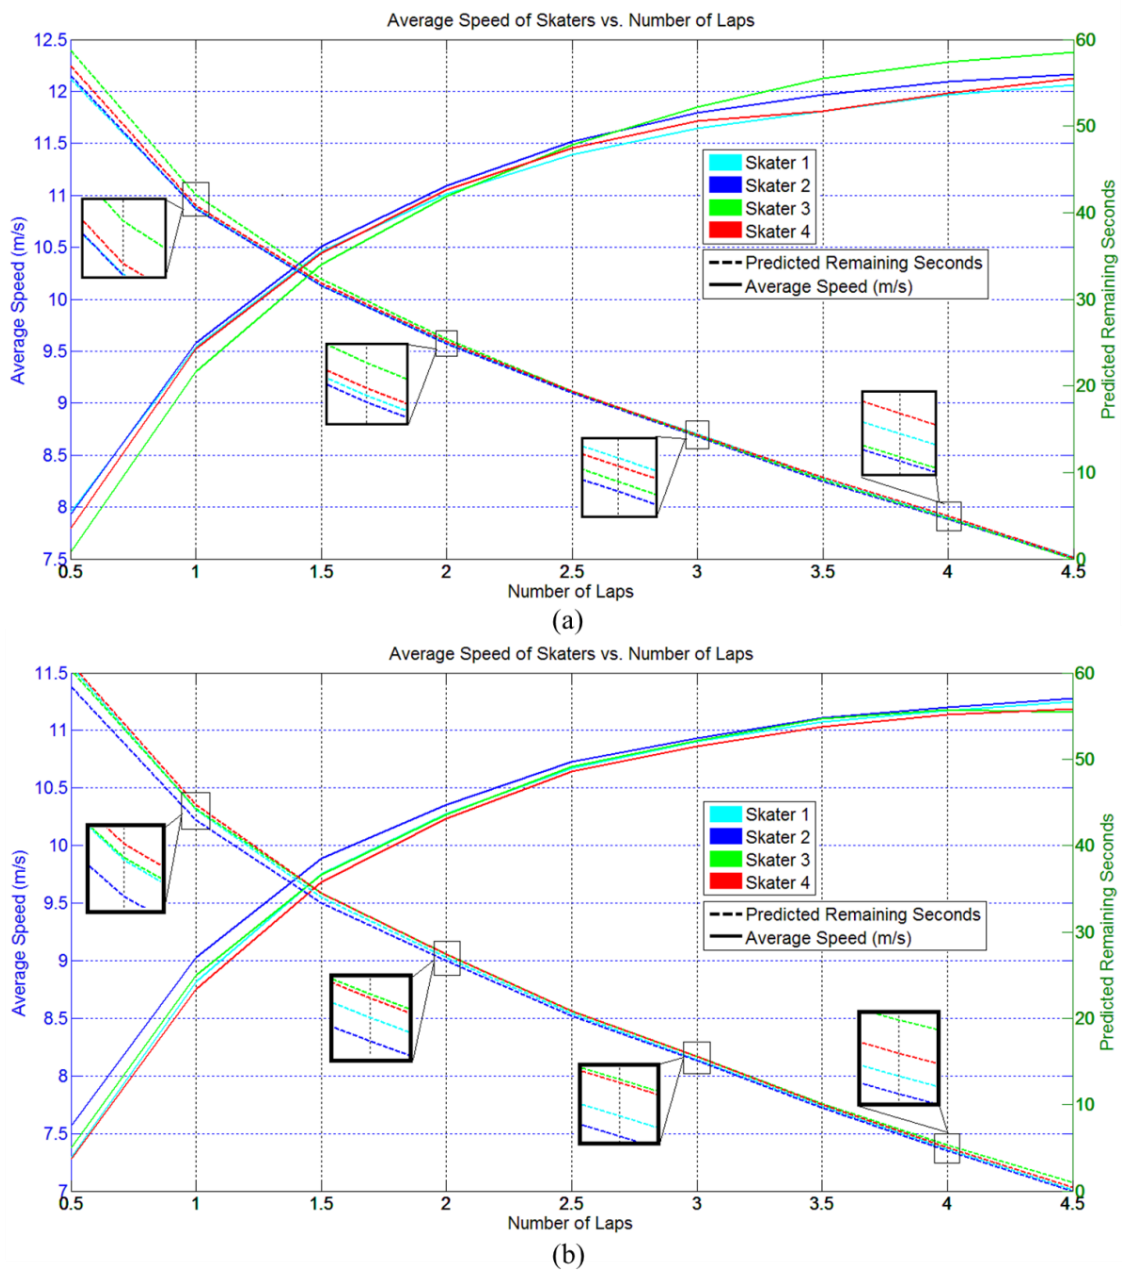 Average Speed of Skaters vs. Number of Laps
12.5
12
11.5
11
10.5
10
9.5
9
8.5
8
7.5
Average Speed (m/s)
60
50
40
30
20
10
0
Predicted Remaining Seconds
Skater 1
Skater 2
Skater 3
Skater 4
Predicted Remaining Seconds
Average Speed (m/s)
0.5 1 1.5 2 2.5 3 3.5 4 4.5
Number of Laps
(a)
Average Speed of Skaters vs. Number of Laps
11.5
11
10.5
10
9.5
9
8.5
8
7.5
7
Average Speed (m/s)
60
50
40
30
20
10
0
Predicted Remaining Seconds
Skater 1
Skater 2
Skater 3
Skater 4
Predicted Remaining Seconds
Average Speed (m/s)
0.5 1 1.5 2 2.5 3 3.5 4 4.5
Number of Laps
(b)